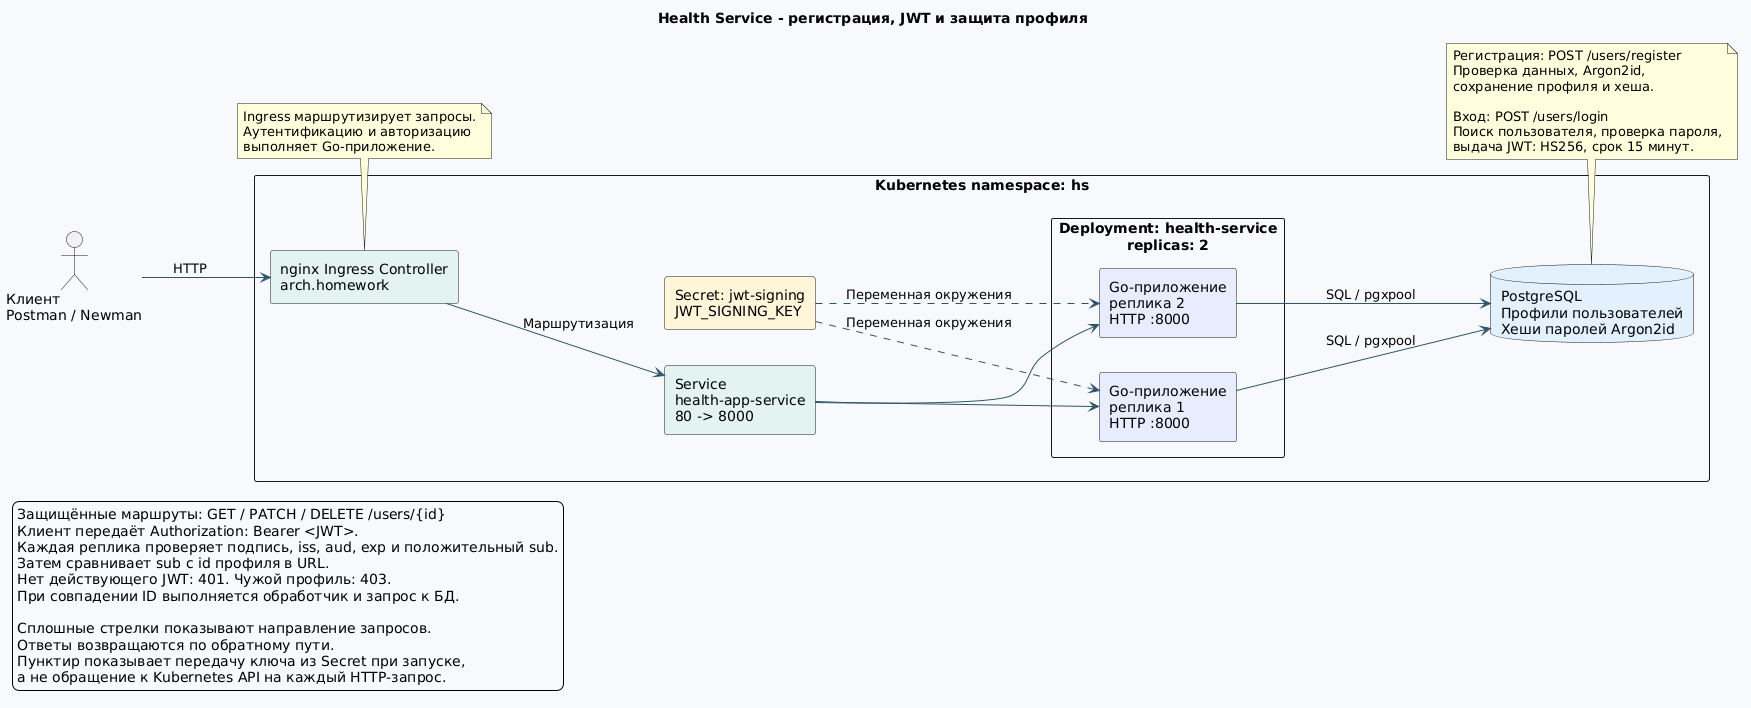 Health Service - регистрация, JWT и защита профиля
Регистрация: POST /users/register
Проверка данных, Argon2id,
сохранение профиля и хеша.
Вход: POST /users/login
Поиск пользователя, проверка пароля,
выдача JWT: HS256, срок 15 минут.
Ingress маршрутизирует запросы.
Аутентификацию и авторизацию
выполняет Go-приложение.
Kubernetes namespace: hs
Клиент
Postman / Newman
HTTP
nginx Ingress Controller
arch.homework
Маршрутизация
Secret: jwt-signing
JWT_SIGNING_KEY
Переменная окружения
Переменная окружения
Service
health-app-service
80 -> 8000
Deployment: health-service
replicas: 2
Go-приложение
реплика 2
HTTP :8000
Go-приложение
реплика 1
HTTP :8000
SQL / pgxpool
SQL / pgxpool
PostgreSQL
Профили пользователей
Хеши паролей Argon2id
Защищённые маршруты: GET / PATCH / DELETE /users/{id}
Клиент передаёт Authorization: Bearer <JWT>.
Каждая реплика проверяет подпись, iss, aud, exp и положительный sub.
Затем сравнивает sub с id профиля в URL.
Нет действующего JWT: 401. Чужой профиль: 403.
При совпадении ID выполняется обработчик и запрос к БД.
Сплошные стрелки показывают направление запросов.
Ответы возвращаются по обратному пути.
Пунктир показывает передачу ключа из Secret при запуске,
а не обращение к Kubernetes API на каждый HTTP-запрос.